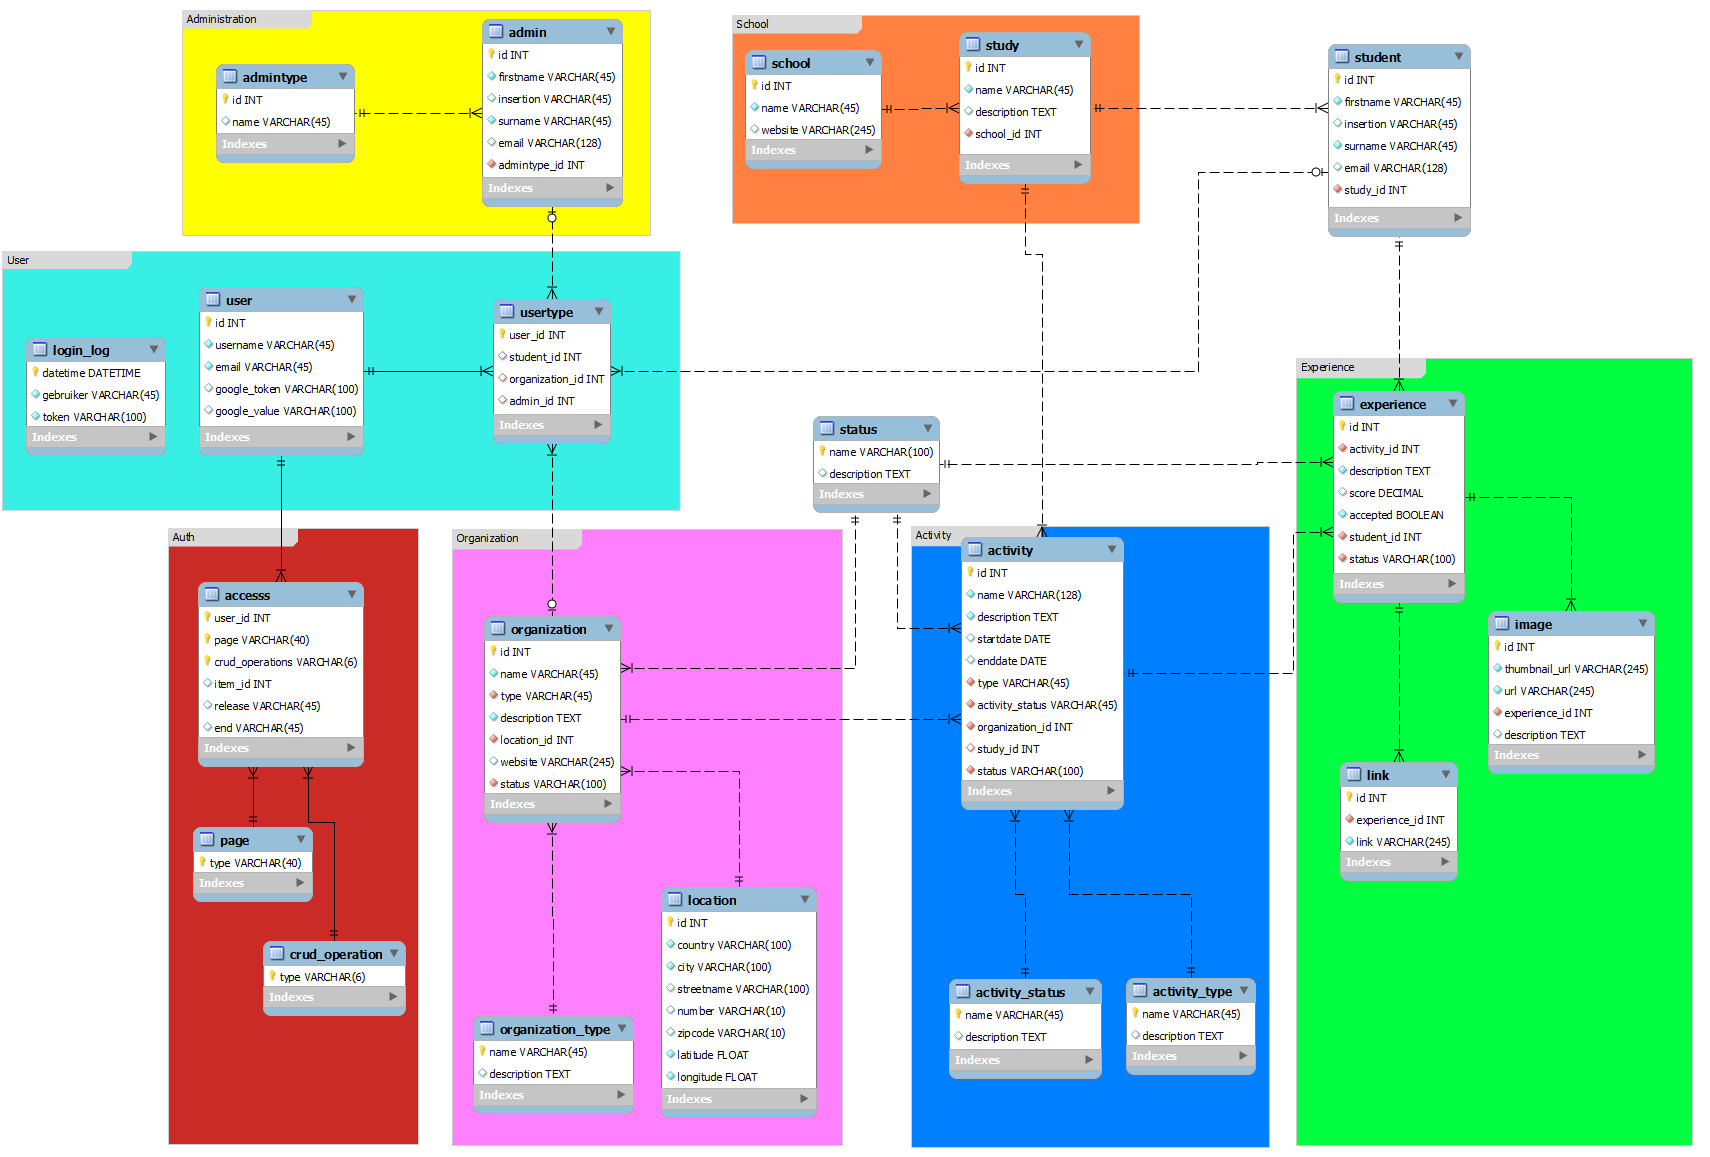 Administration
admintype
id INT
name VARCHAR(45)
Indexes
admin
id INT
firstname VARCHAR(45)
insertion VARCHAR(45)
surname VARCHAR(45)
email VARCHAR(128)
admintype_id INT
Indexes
School
school
id INT
name VARCHAR(45)
website VARCHAR(245)
Indexes
study
id INT
name VARCHAR(45)
description TEXT
school_id INT
Indexes
student
id INT
firstname VARCHAR(45)
insertion VARCHAR(45)
surname VARCHAR(45)
email VARCHAR(128)
study_id INT
Indexes
User
login_log
datetime DATETIME
gebruiker VARCHAR(45)
token VARCHAR(100)
Indexes
user
id INT
username VARCHAR(45)
email VARCHAR(45)
google_token VARCHAR(100)
google_value VARCHAR(100)
Indexes
usertype
user_id INT
student_id INT
organization_id INT
admin_id INT
Indexes
status
name VARCHAR(100)
description TEXT
Indexes
Experience
experience
id INT
activity_id INT
description TEXT
score DECIMAL
accepted BOOLEAN
student_id INT
status VARCHAR(100)
Indexes
image
id INT
thumbnail_url VARCHAR(245)
url VARCHAR(245)
experience_id INT
description TEXT
Indexes
link
id INT
experience_id INT
link VARCHAR(245)
Indexes
Auth
accesss
user_id INT
page VARCHAR(40)
crud_operations VARCHAR(6)
item_id INT
release VARCHAR(45)
end VARCHAR(45)
Indexes
page
type VARCHAR(40)
Indexes
crud_operation
type VARCHAR(6)
Indexes
Organization
organization
id INT
name VARCHAR(45)
type VARCHAR(45)
description TEXT
location_id INT
website VARCHAR(245)
status VARCHAR(100)
Indexes
location
id INT
country VARCHAR(100)
city VARCHAR(100)
streetname VARCHAR(100)
number VARCHAR(10)
zipcode VARCHAR(10)
latitude FLOAT
longitude FLOAT
Indexes
organization_type
name VARCHAR(45)
description TEXT
Indexes
Activity
activity
id INT
name VARCHAR(128)
description TEXT
startdate DATE
enddate DATE
type VARCHAR(45)
activity_status VARCHAR(45)
organization_id INT
study_id INT
status VARCHAR(100)
Indexes
activity_status
name VARCHAR(45)
description TEXT
Indexes
activity_type
name VARCHAR(45)
description TEXT
Indexes